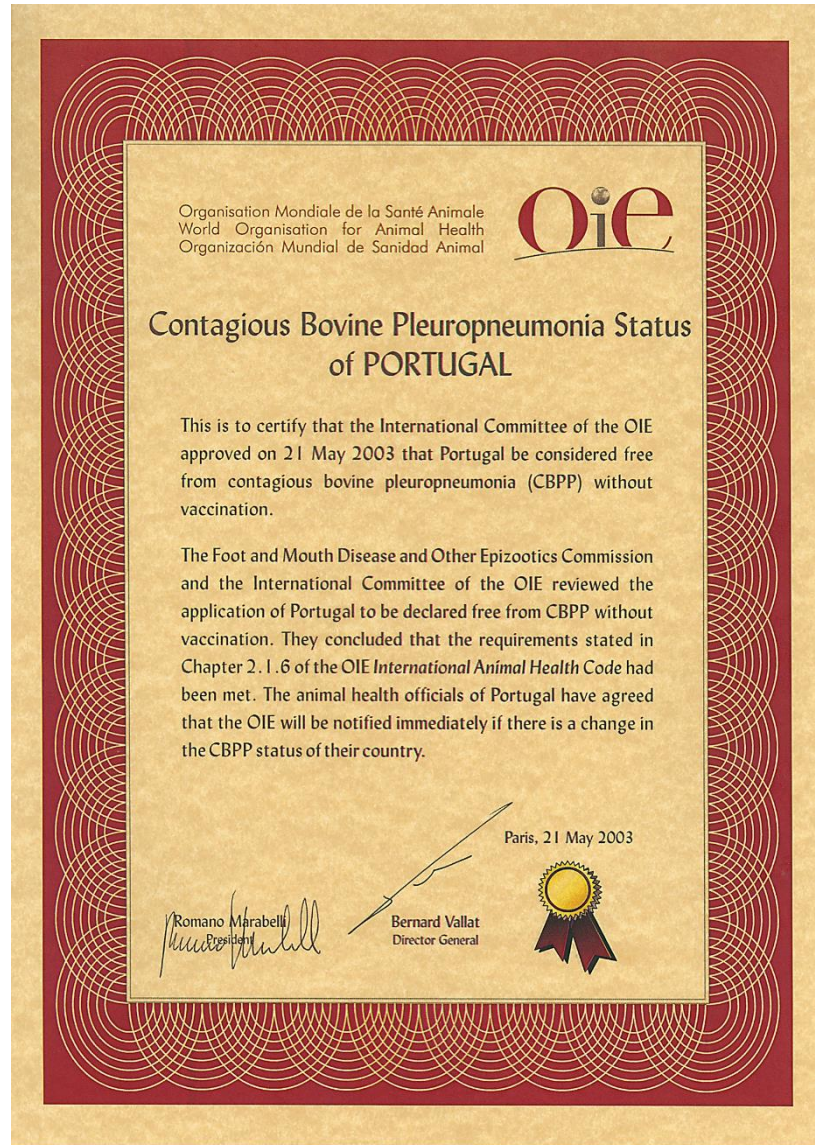 Organisation Mondiale de la Santé Animale
World Organisation for Animal Health
Organización Mundial de Sanidad Animal
OiE
Contagious Bovine Pleuropneumonia Status
of PORTUGAL
This is to certify that the International Committee of the OIE
approved on 21 May 2003 that Portugal be considered free
from contagious bovine pleuropneumonia (CBPP) without
vaccination.
The Foot and Mouth Disease and Other Epizootics Commission
and the International Committee of the OIE reviewed the
application of Portugal to be declared free from CBPP without
vaccination. They concluded that the requirements stated in
Chapter 2.1.6 of the OIE International Animal Health Code had
been met. The animal health officials of Portugal have agreed
that the OIE will be notified immediately if there is a change in
the CBPP status of their country.
Paris, 21 May 2003
Romano Marabelli
President
Bernard Vallat
Director General